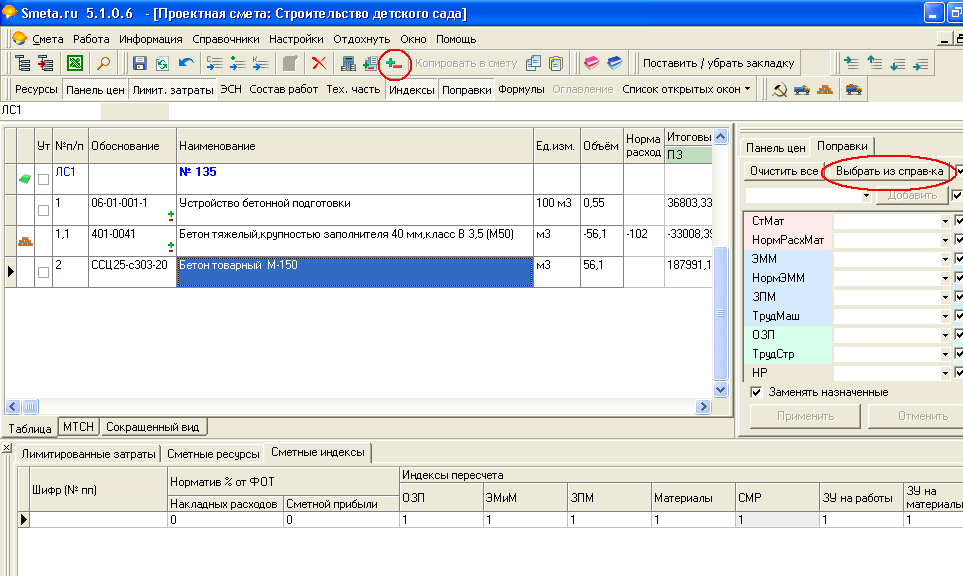 Smeta.ru 5.1.0.6 - [Проектная смета: Строительство детского сада]
Смета Работа Информация Справочники Настройки Отдохнуть Окно Помощь
Копировать в смету Поставить / убрать закладку
Ресурсы Панель цен Лимит. затраты ЭСН Состав работ Тех. часть Индексы Поправки Формулы Оглавление Список открытых окон
ЛС1
Ут №п/п Обоснование Наименование Ед.изм. Объём Норма расход Итоговы
ПЗ
ЛС1 № 135
1 06-01-001-1 Устройство бетонной подготовки 100 м3 0,55 36803,33
1,1 401-0041 Бетон тяжелый,крупностью заполнителя 40 мм,класс В 3,5 (М50) м3 -56,1 -102 -33008,39
2 ССЦ25-с303-20 Бетон товарный М-150 м3 56,1 187991,1
Таблица МТСН Сокращенный вид
Панель цен Поправки
Очистить все Выбрать из справ-ка
Добавить
СтМат
НормРасхМат
ЭММ
НормЭММ
ЗПМ
ТрудМаш
ОЗП
ТрудСтр
НР
Заменять назначенные
Применить Отменить
Лимитированные затраты Сметные ресурсы Сметные индексы
Шифр (№ пп) Норматив % от ФОТ Индексы пересчета
Накладных расходов Сметной прибыли ОЗП ЭМиМ ЗПМ Материалы СМР ЗУ на работы ЗУ на материалы
0 0 1 1 1 1 1 1 1